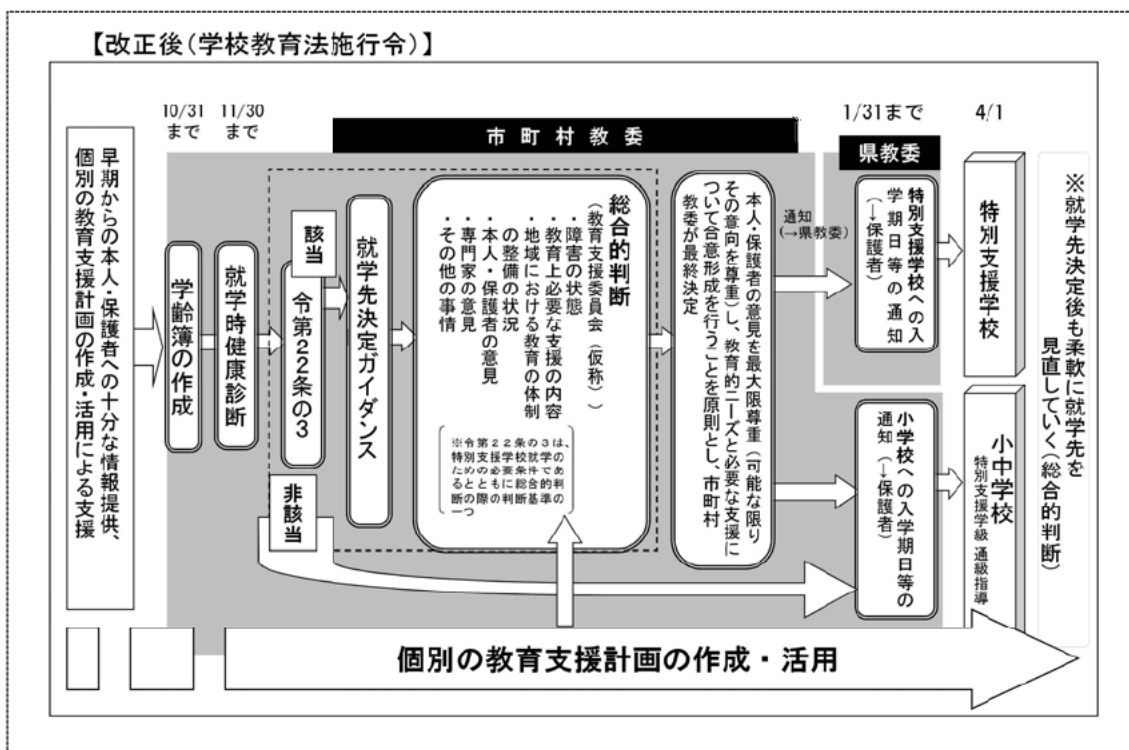 【改正後(学校教育法施行令)】
早期からの本人・保護者への十分な情報提供、
個別の教育支援計画の作成・活用による支援
10/31
まで
11/30
まで
学齢簿の作成
就学時健康診断
市町村教委
該当
令第22条の3
非該当
就学先決定ガイダンス
総合的判断
(教育支援委員会(仮称))
・障害の状態
・教育上必要な支援の内容
・地域における教育の体制
の整備の状況
・本人・保護者の意見
・専門家の意見
・その他の事情
※令第22条の3は、
特別支援学校就学の
ための必要条件であ
るとともに総合的判
断の際の判断基準の
一つ
本人・保護者の意見を最大限尊重(可能な限り
その意向を尊重)し、教育的ニーズと必要な支援に
ついて合意形成を行うことを原則とし、市町村
教委が最終決定
通知
(→県教委)
1/31まで
県教委
特別支援学校への入
学期日等の通知
(→保護者)
小学校への入学期日等の
通知(→保護者)
4/1
特別支援学校
小中学校
特別支援学級 通級指導
※就学先決定後も柔軟に就学先を
見直していく(総合的判断)
個別の教育支援計画の作成・活用